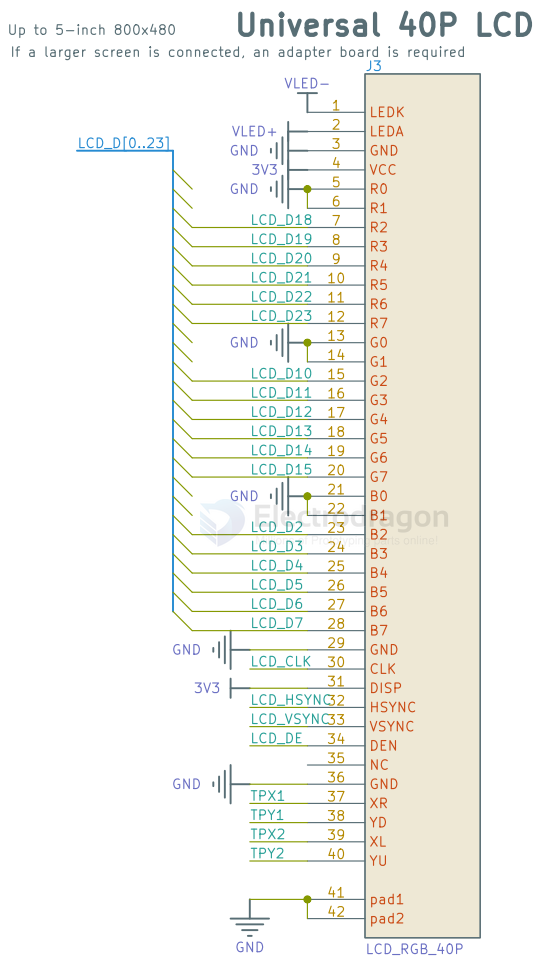 Up to 5-inch 800x480
Universal 40P LCD
If a larger screen is connected, an adapter board is required
J3
VLED- 1 LEDK
VLED+ 2 LEDA
LCD_D[0..23]
GND 3 GND
3V3 4 VCC
GND 5 R0
6 R1
LCD_D18 7 R2
LCD_D19 8 R3
LCD_D20 9 R4
LCD_D21 10 R5
LCD_D22 11 R6
LCD_D23 12 R7
GND 13 G0
14 G1
LCD_D10 15 G2
LCD_D11 16 G3
LCD_D12 17 G4
LCD_D13 18 G5
LCD_D14 19 G6
LCD_D15 20 G7
GND 21 B0
22 B1
Electrodragon
LCD_D2 23 B2
LCD_D3 24 B3
LCD_D4 25 B4
LCD_D5 26 B5
LCD_D6 27 B6
LCD_D7 28 B7
GND 29 GND
LCD_CLK 30 CLK
3V3 31 DISP
LCD_HSYNC 32 HSYNC
LCD_VSYNC 33 VSYNC
LCD_DE 34 DEN
35 NC
GND 36 GND
TPX1 37 XR
TPY1 38 YD
TPX2 39 XL
TPY2 40 YU
41 pad1
42 pad2
GND
LCD_RGB_40P